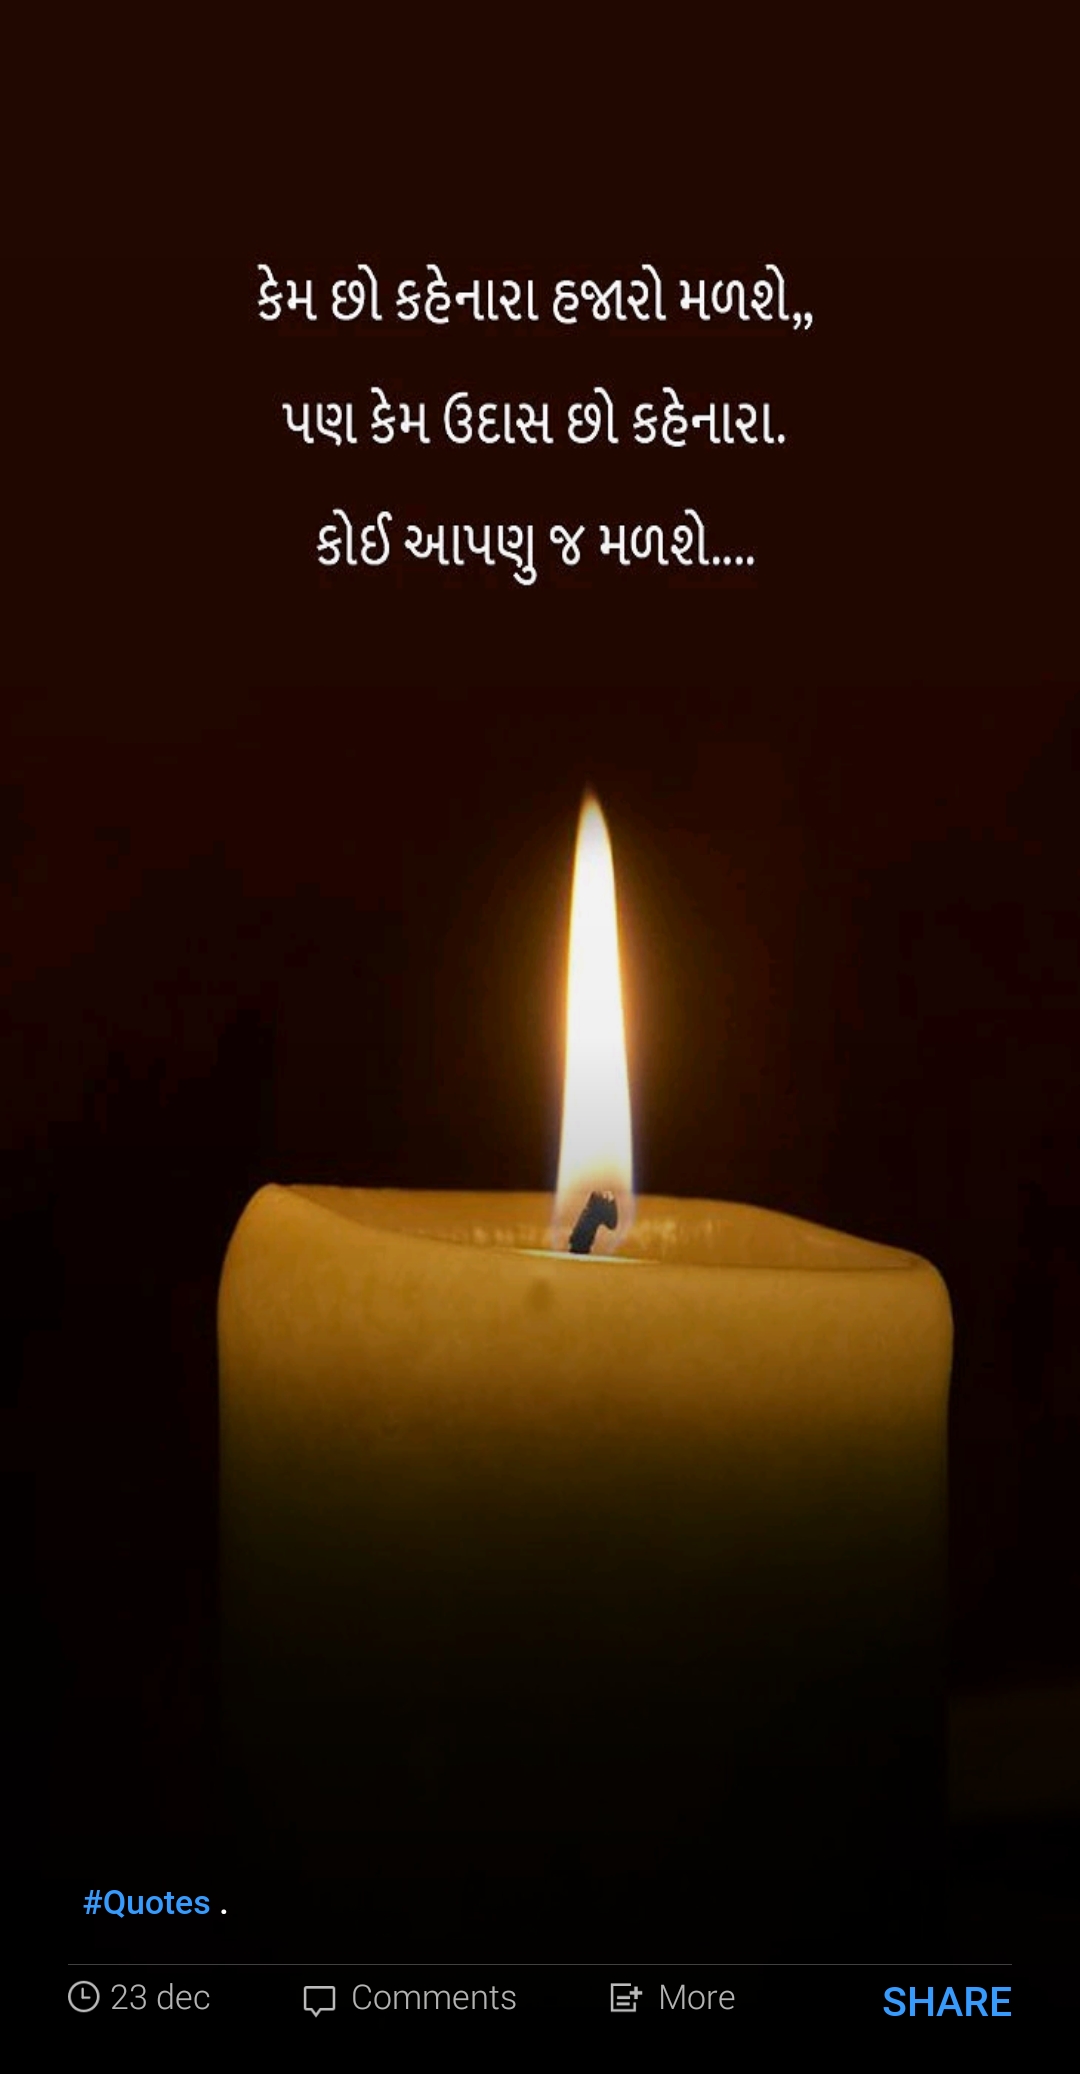 કેમ છો કહેનારા હજારો મળશે,,
પણ કેમ ઉદાસ છો કહેનારા.
કોઈ આપણુ જ મળશે....
#Quotes .
23 dec
Comments
More
SHARE